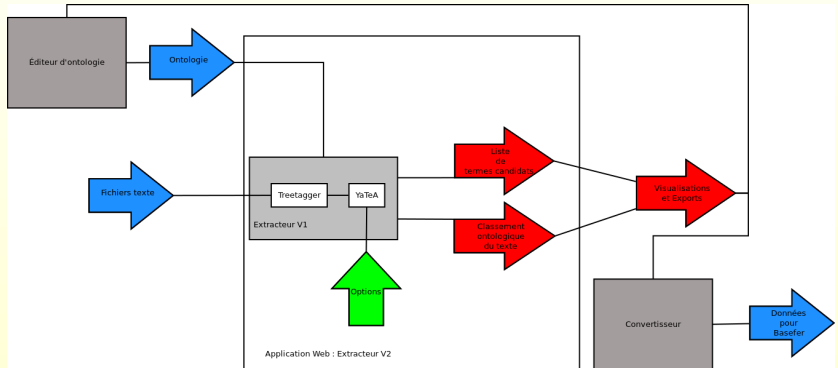 Éditeur d'ontologie
Ontologie
Fichiers texte
Treetagger
YaTeA
Extracteur V1
Options
Application Web : Extracteur V2
Liste
de
termes candidats
Classement
ontologique
du texte
Visualisations
et Exports
Convertisseur
Données
pour
Basefer